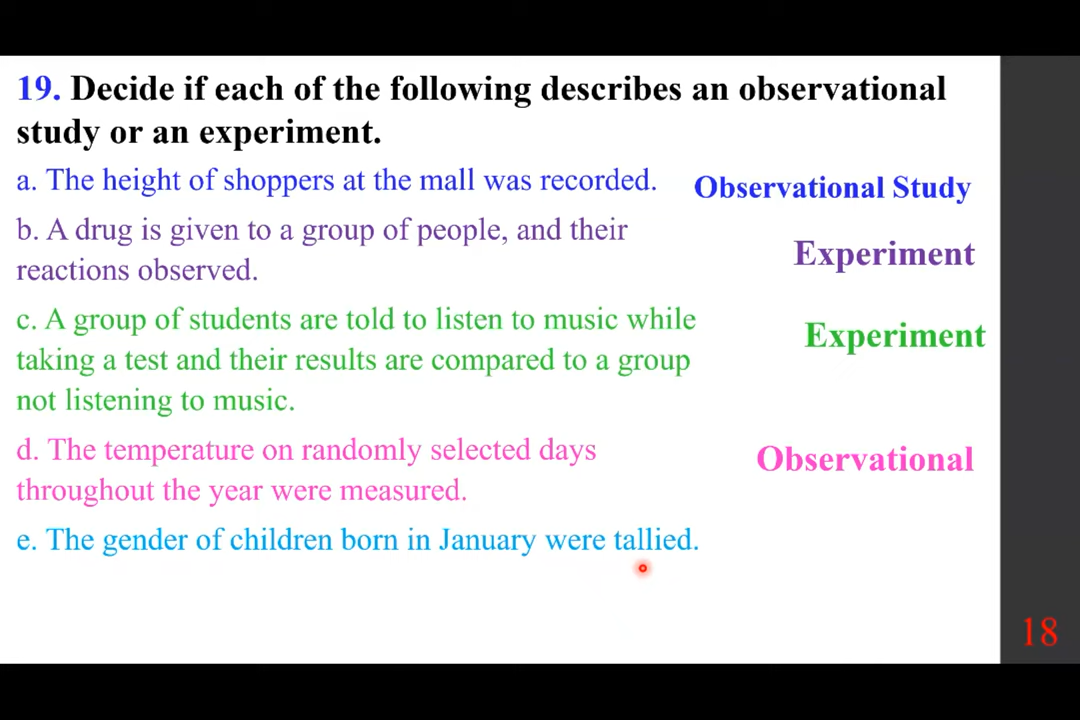 19. Decide if each of the following describes an observational
study or an experiment.
a. The height of shoppers at the mall was recorded. Observational Study
b. A drug is given to a group of people, and their
reactions observed.
Experiment
c. A group of students are told to listen to music while
taking a test and their results are compared to a group
not listening to music.
Experiment
d. The temperature on randomly selected days
throughout the year were measured.
Observational
e. The gender of children born in January were tallied.
18